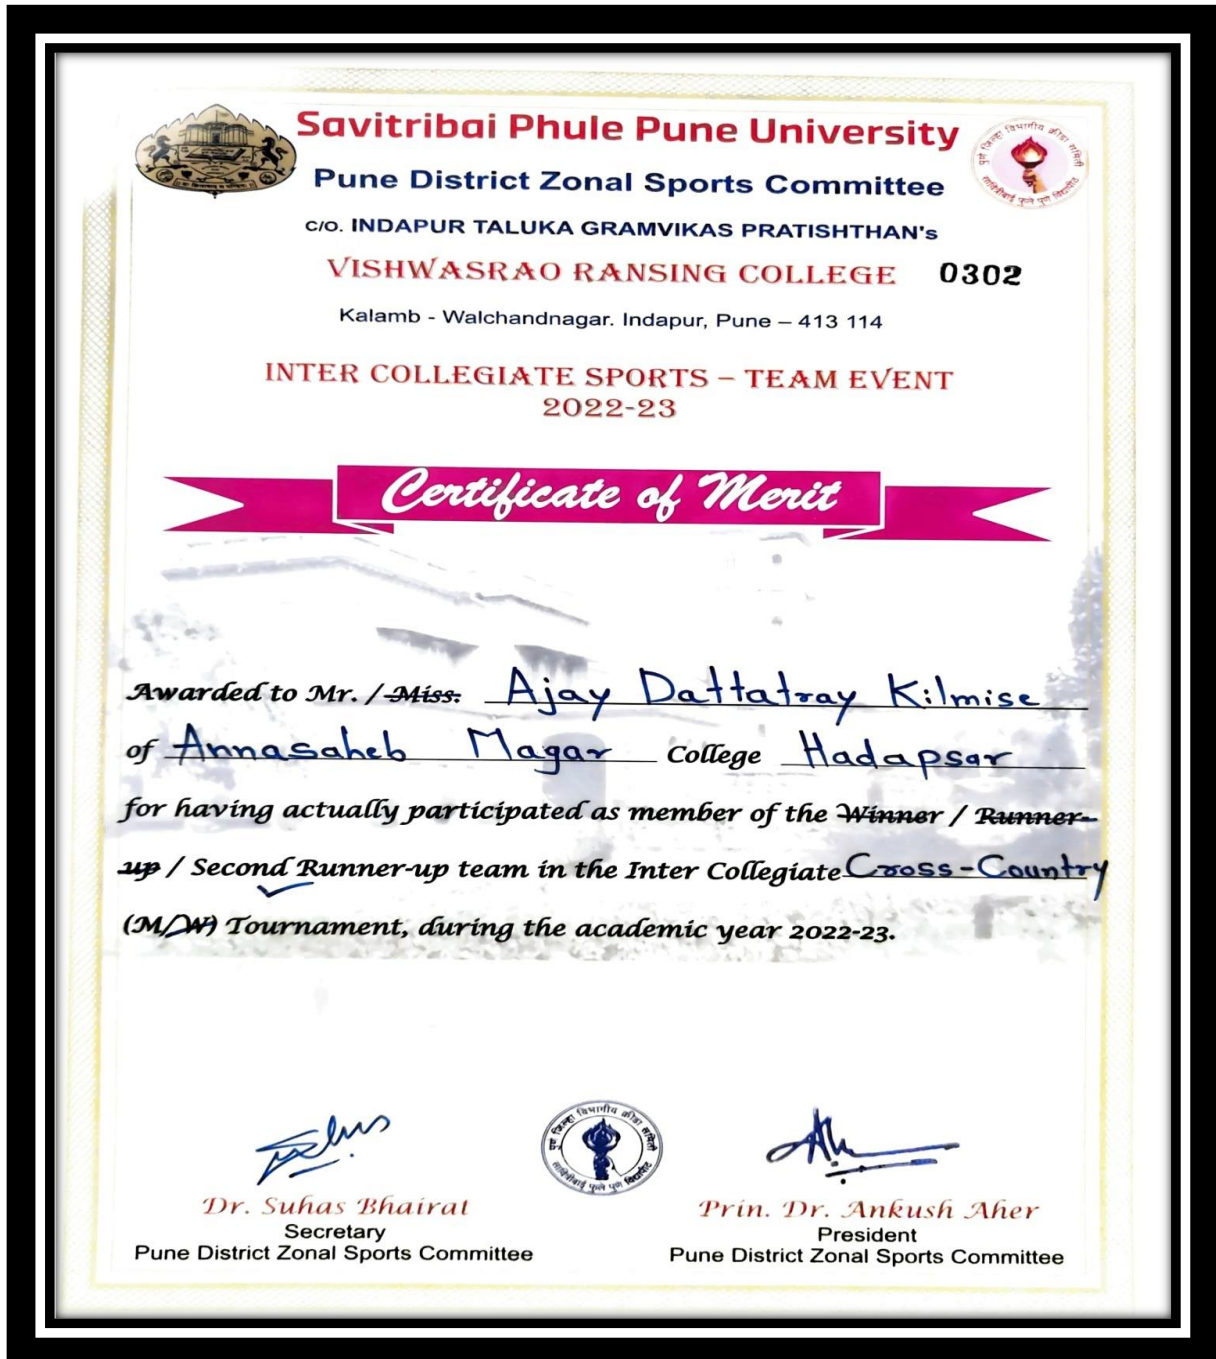 Savitribai Phule Pune University
Pune District Zonal Sports Committee
c/o. INDAPUR TALUKA GRAMVIKAS PRATISHTHAN's
VISHWASRAO RANSING COLLEGE 0302
Kalamb - Walchandnagar. Indapur, Pune – 413 114
INTER COLLEGIATE SPORTS – TEAM EVENT
2022-23
Certificate of Merit
Awarded to Mr. / Miss. Ajay Dattatray Kilmise
of Annasaheb Magar College Hadapsar
for having actually participated as member of the Winner / Runner-
up / Second Runner-up team in the Inter Collegiate Cross-Country
(M/W) Tournament, during the academic year 2022-23.
पुणे जिल्हा विभागीय क्रीडा समिती
सावित्रीबाई फुले पुणे विद्यापीठ
Dr. Suhas Bhairat
Secretary
Pune District Zonal Sports Committee
Prin. Dr. Ankush Aher
President
Pune District Zonal Sports Committee